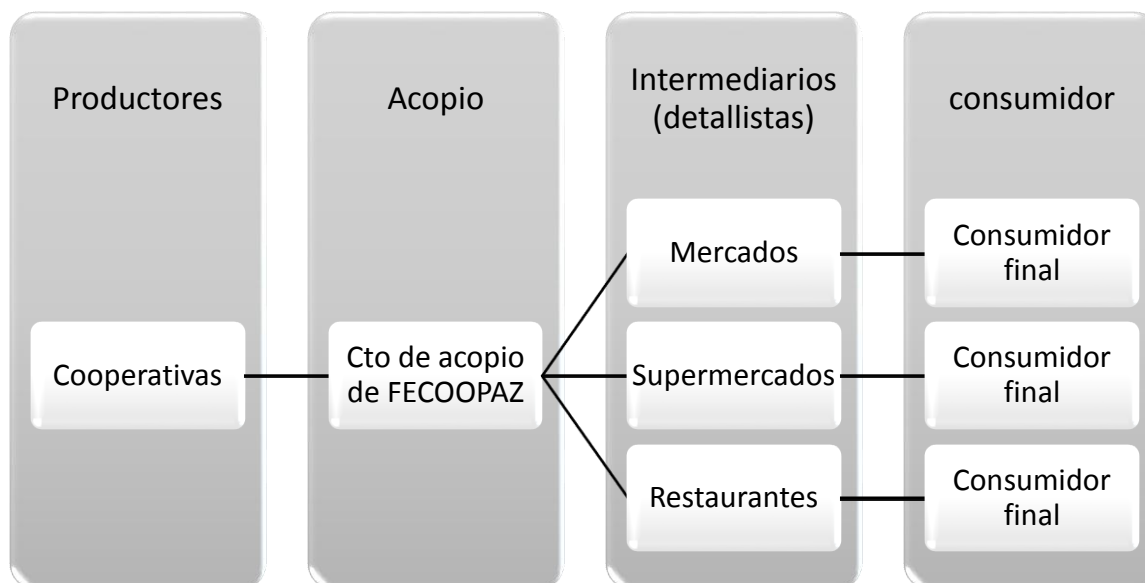 Productores
Acopio
Intermediarios
(detallistas)
consumidor
Cooperativas
Cto de acopio
de FECOOPAZ
Mercados
Supermercados
Restaurantes
Consumidor
final
Consumidor
final
Consumidor
final